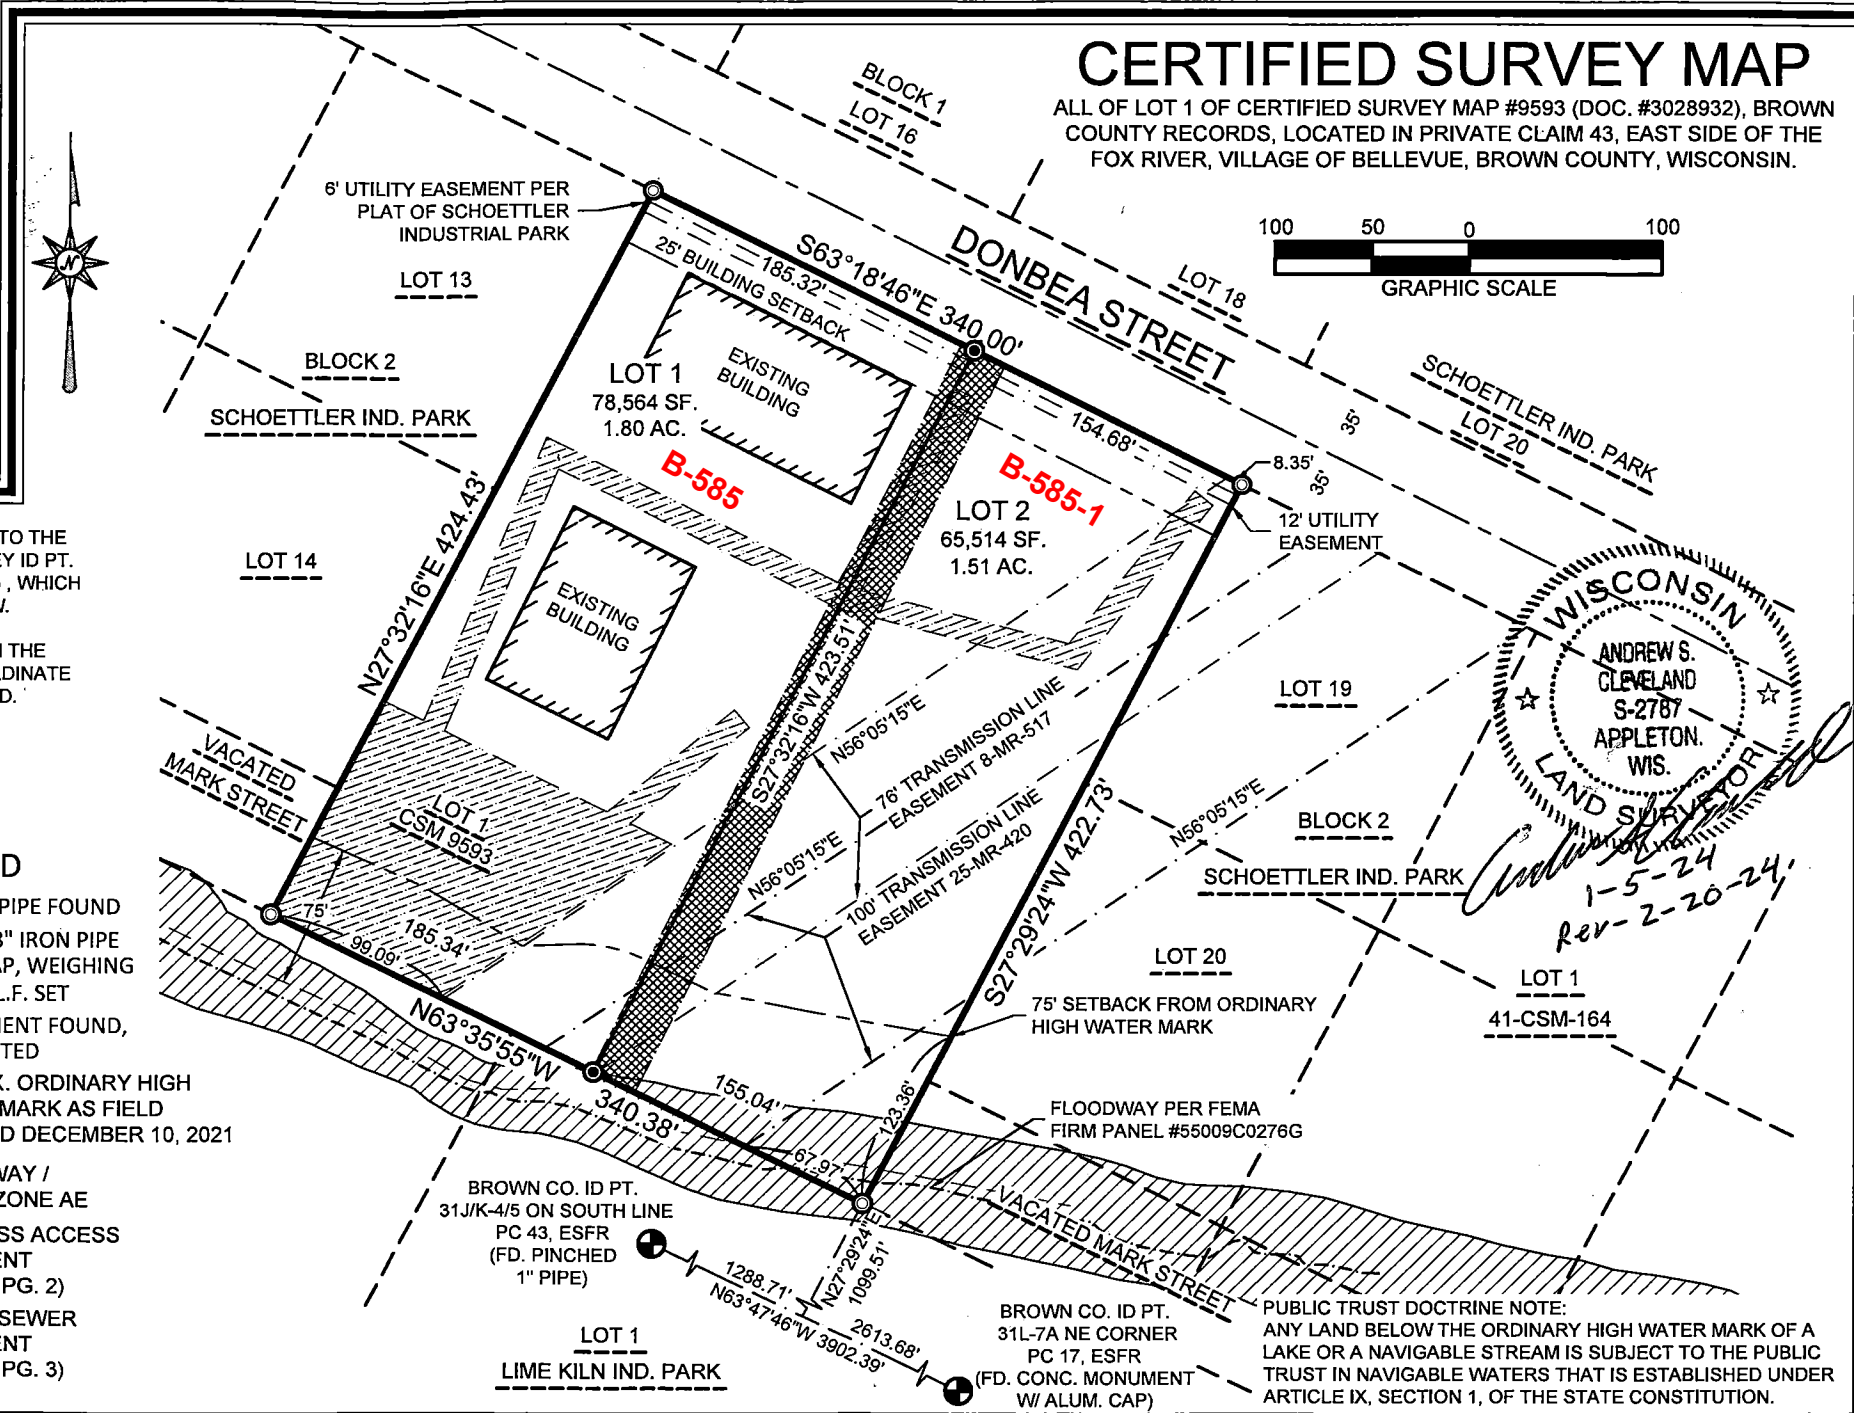 CERTIFIED SURVEY MAP
ALL OF LOT 1 OF CERTIFIED SURVEY MAP #9593 (DOC. #3028932), BROWN
COUNTY RECORDS, LOCATED IN PRIVATE CLAIM 43, EAST SIDE OF THE
FOX RIVER, VILLAGE OF BELLEVUE, BROWN COUNTY, WISCONSIN.
BLOCK 1
LOT 16
6' UTILITY EASEMENT PER
PLAT OF SCHOETTLER
INDUSTRIAL PARK
N
LOT 13
100 50 0 100
GRAPHIC SCALE
S63°18'46"E 340.00'
185.32'
25' BUILDING SETBACK
DONBEA STREET
LOT 18
SCHOETTLER IND. PARK
LOT 20
35'
35'
BLOCK 2
SCHOETTLER IND. PARK
LOT 1
78,564 SF.
1.80 AC.
EXISTING
BUILDING
B-585
154.68'
8.35'
B-585-1
LOT 2
65,514 SF.
1.51 AC.
12' UTILITY
EASEMENT
N27°32'16"E 424.43'
LOT 14
TO THE
EY ID PT.
, WHICH
THE
DINATE
D.
EXISTING
BUILDING
S27°32'16"W 423.51'
N56°05'15"E
76' TRANSMISSION LINE
EASEMENT 8-MR-517
N56°05'15"E
100' TRANSMISSION LINE
EASEMENT 25-MR-420
LOT 19
WISCONSIN
ANDREW S.
CLEVELAND
S-2787
APPLETON.
WIS.
LAND SURVEYOR
1-5-24
Rev-2-20-24
VACATED
MARK STREET
LOT 1
CSM 9593
N56°05'15"E
BLOCK 2
SCHOETTLER IND. PARK
S27°29'24"W 422.73'
LOT 20
LOT 1
41-CSM-164
D
PIPE FOUND
8" IRON PIPE
AP, WEIGHING
L.F. SET
MENT FOUND,
TED
X. ORDINARY HIGH
MARK AS FIELD
D DECEMBER 10, 2021
WAY /
ZONE AE
SS ACCESS
ENT
PG. 2)
SEWER
ENT
PG. 3)
75'
99.09'
185.34'
N63°35'55"W
340.38'
75' SETBACK FROM ORDINARY
HIGH WATER MARK
155.04'
123.36'
67.97'
FLOODWAY PER FEMA
FIRM PANEL #55009C0276G
BROWN CO. ID PT.
31J/K-4/5 ON SOUTH LINE
PC 43, ESFR
(FD. PINCHED
1" PIPE)
VACATED MARK STREET
N27°29'24"E
1099.51'
1288.71'
N63°47'46"W 3902.39'
2613.68'
LOT 1
LIME KILN IND. PARK
BROWN CO. ID PT.
31L-7A NE CORNER
PC 17, ESFR
(FD. CONC. MONUMENT
W/ ALUM. CAP)
PUBLIC TRUST DOCTRINE NOTE:
ANY LAND BELOW THE ORDINARY HIGH WATER MARK OF A
LAKE OR A NAVIGABLE STREAM IS SUBJECT TO THE PUBLIC
TRUST IN NAVIGABLE WATERS THAT IS ESTABLISHED UNDER
ARTICLE IX, SECTION 1, OF THE STATE CONSTITUTION.